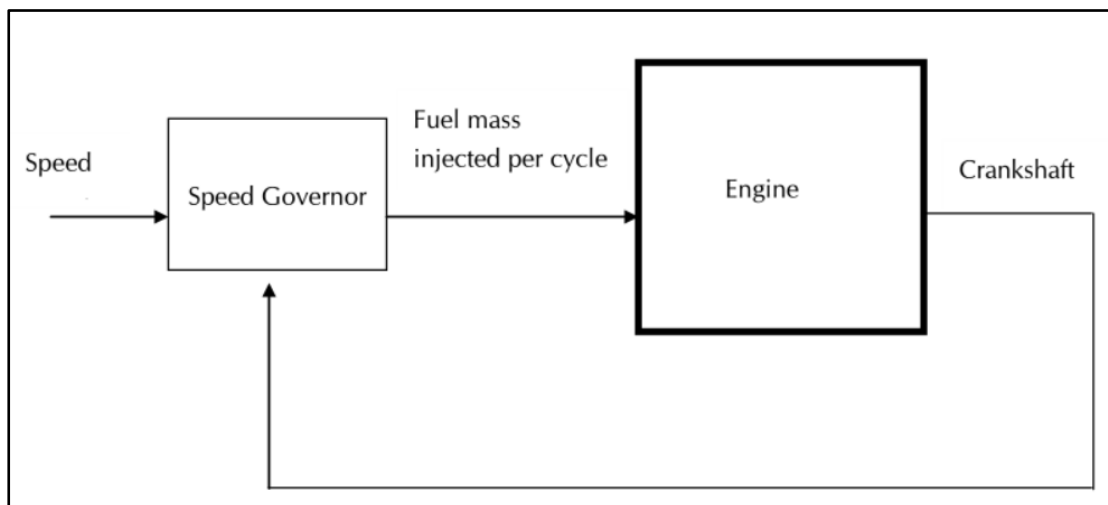 Speed
Speed Governor
Fuel mass
injected per cycle
Engine
Crankshaft